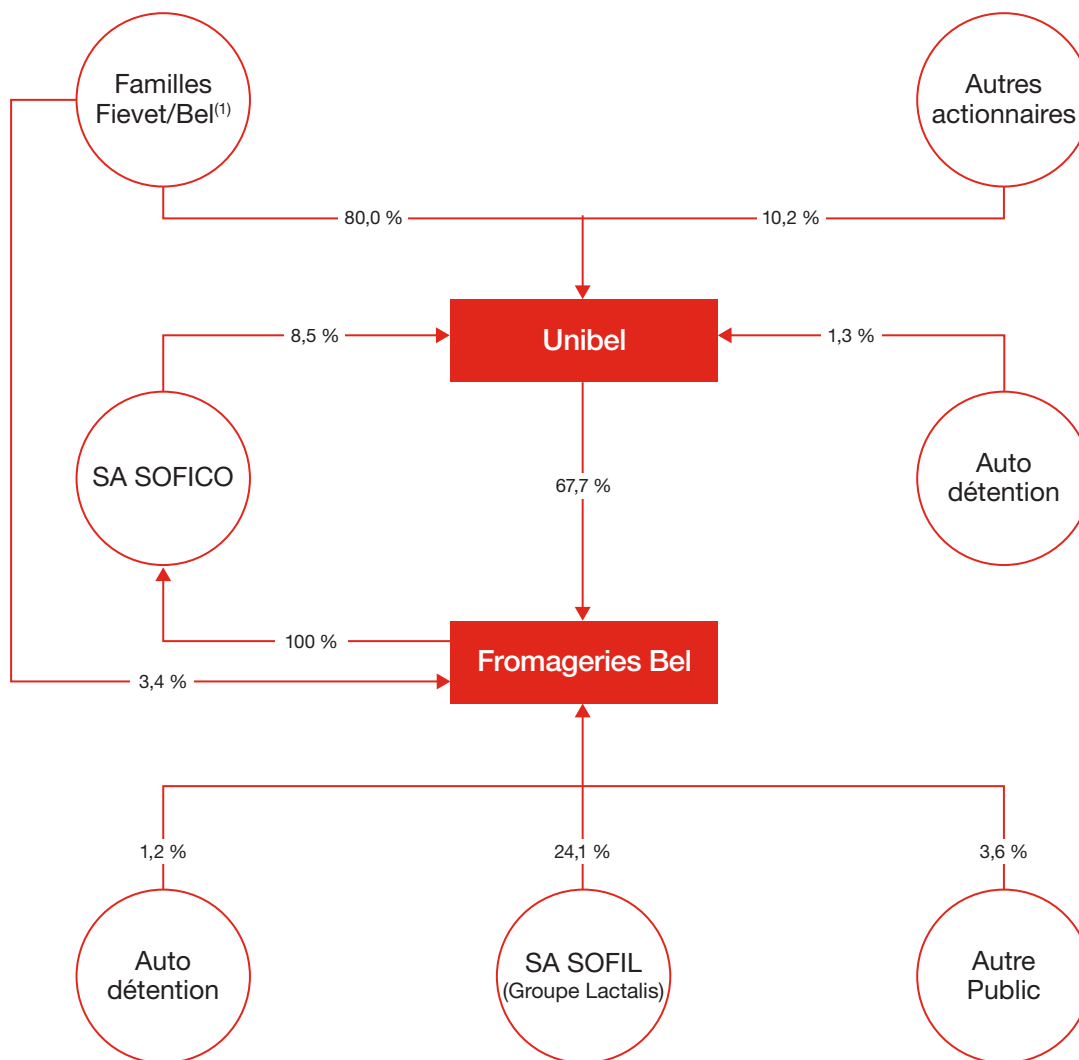 Familles
Fievet/Bel(1)
Autres
actionnaires
80,0 %
10,2 %
Unibel
8,5 %
1,3 %
SA SOFICO
Auto
détention
67,7 %
100 %
Fromageries Bel
3,4 %
1,2 %
24,1 %
3,6 %
Auto
détention
SA SOFIL
(Groupe Lactalis)
Autre
Public